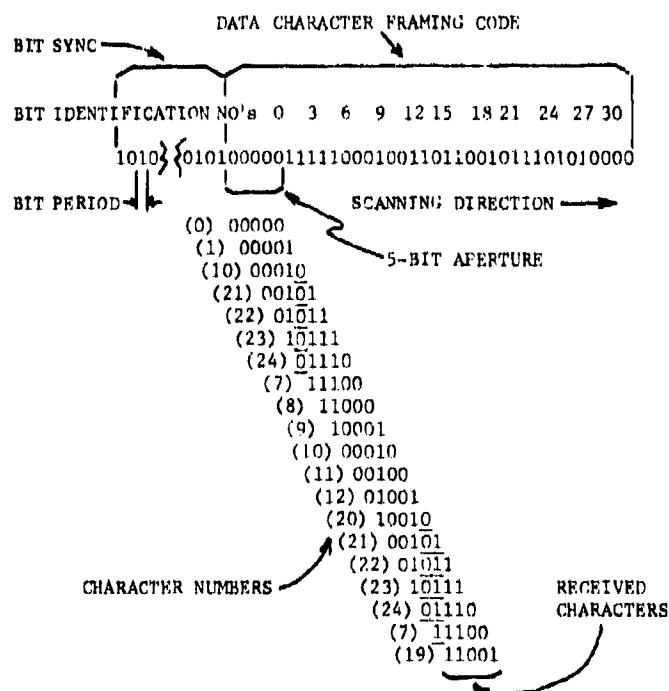 DATA CHARACTER FRAMING CODE
BIT SYNC
BIT IDENTIFICATION NO's 0 3 6 9 12 15 18 21 24 27 30
1010 0101000001111100010011011001011101010000
BIT PERIOD
SCANNING DIRECTION
5-BIT APERTURE
(0) 00000
(1) 00001
(10) 00010
(21) 00101
(22) 01011
(23) 10111
(24) 01110
(7) 11100
(8) 11000
(9) 10001
(10) 00010
(11) 00100
(12) 01001
(20) 10010
(21) 00101
(22) 01011
(23) 10111
(24) 01110
(7) 11100
(19) 11001
CHARACTER NUMBERS
RECEIVED
CHARACTERS